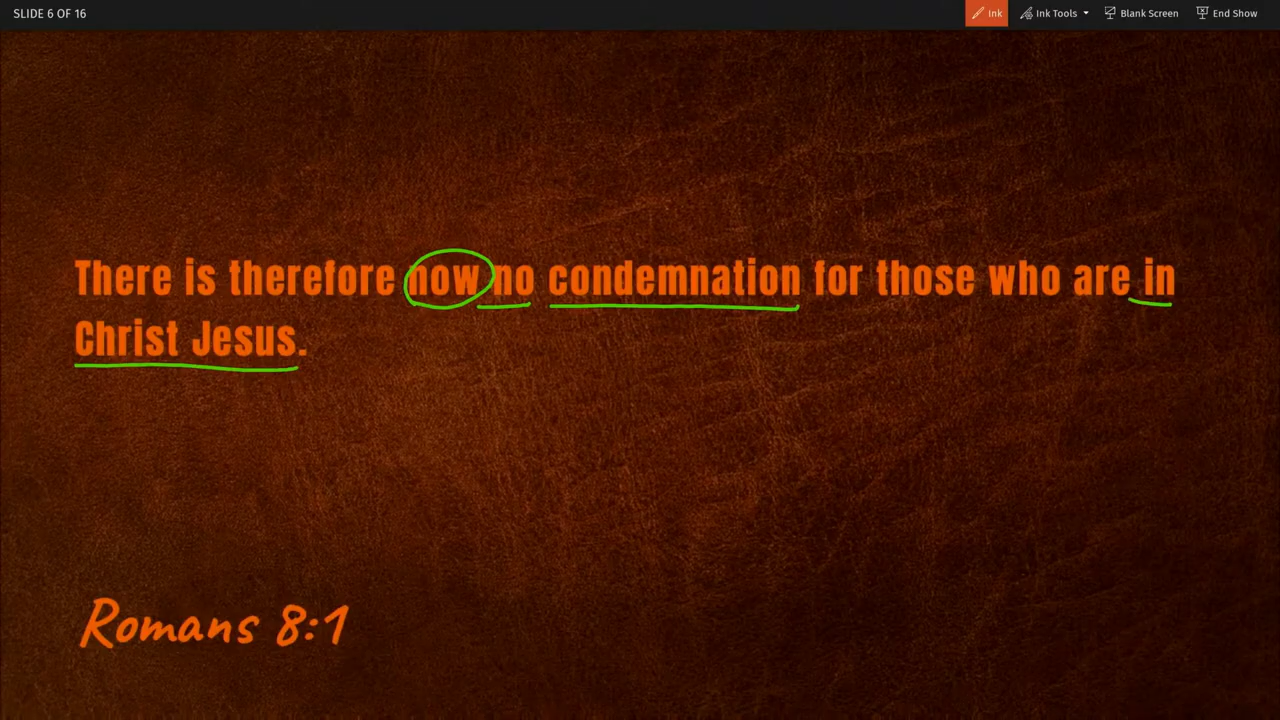 SLIDE 6 OF 16
Ink
Ink Tools
Blank Screen
End Show
There is therefore now no condemnation for those who are in
Christ Jesus.
Romans 8:1